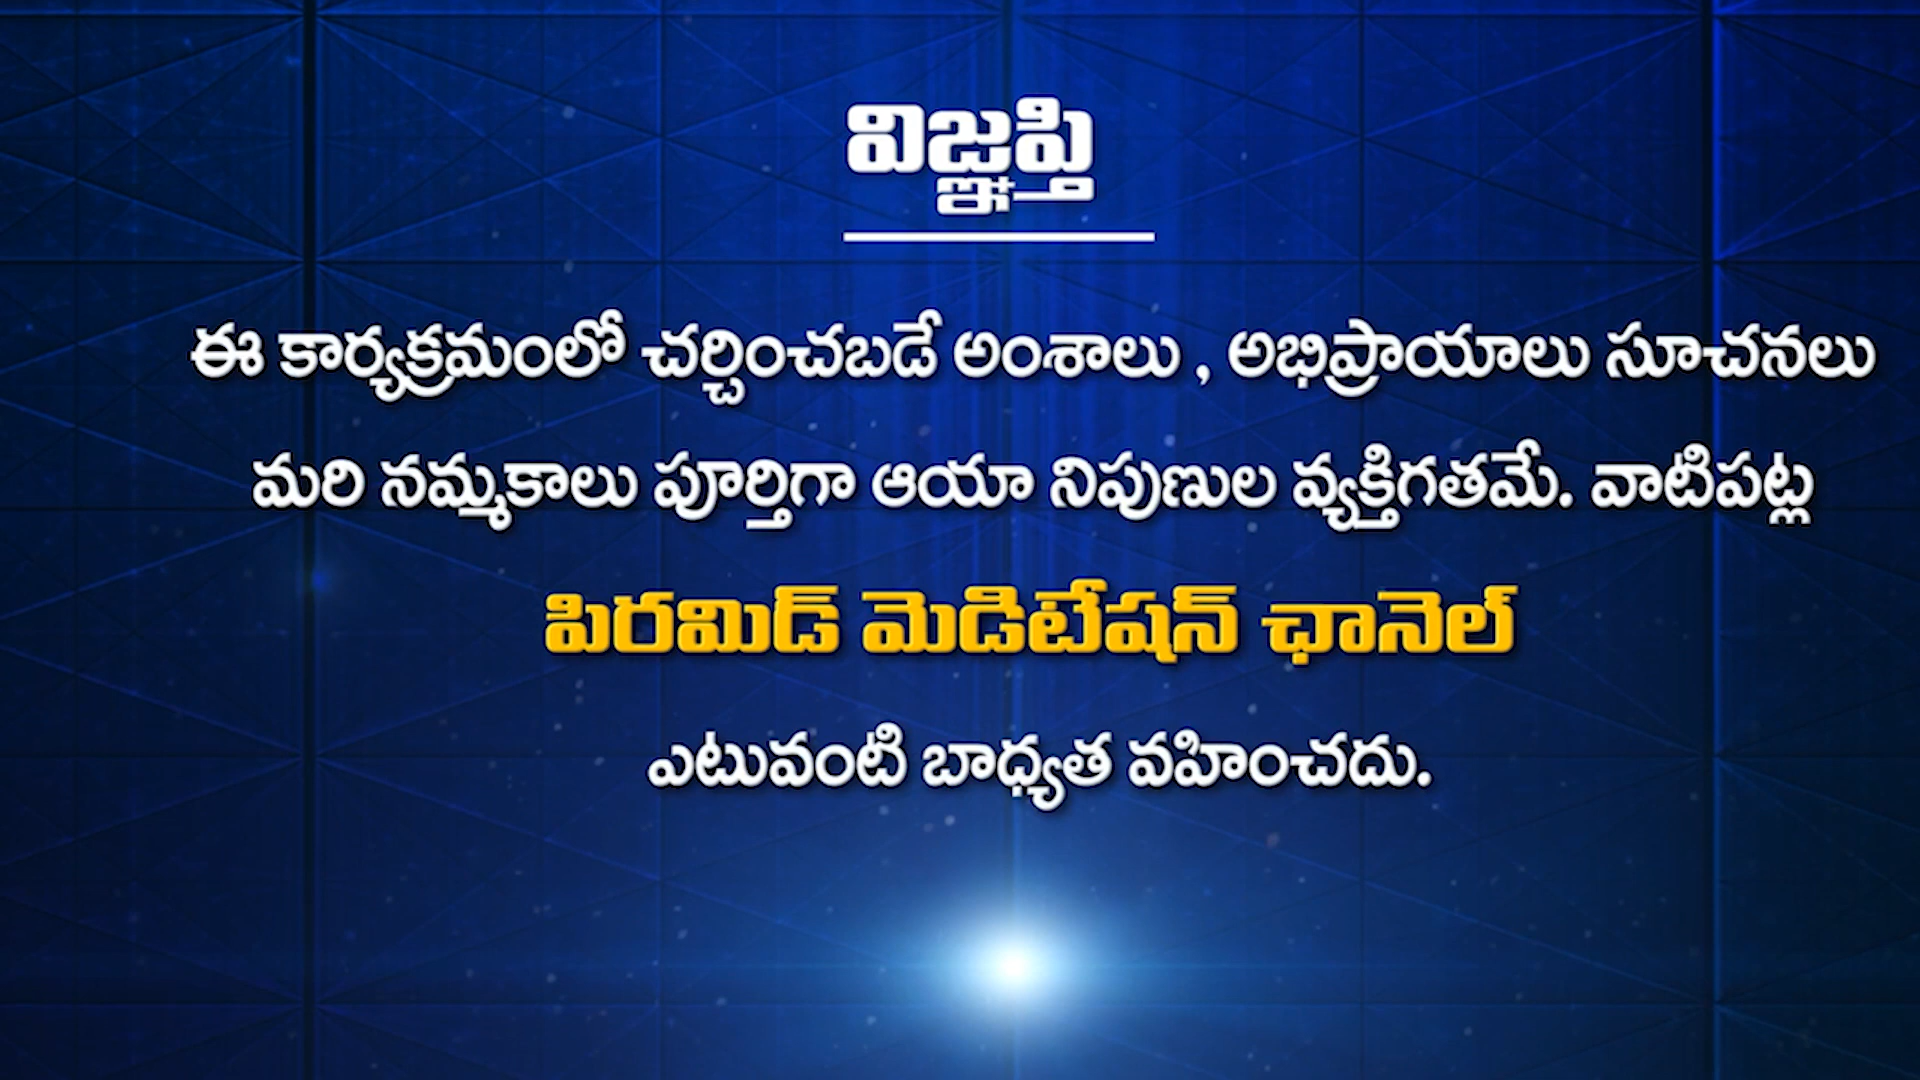 విజ్ఞప్తి
ఈ కార్యక్రమంలో చర్చించబడే అంశాలు , అభిప్రాయాలు సూచనలు
మరి నమ్మకాలు పూర్తిగా ఆయా నిపుణుల వ్యక్తిగతమే. వాటిపట్ల
పిరమిడ్ మెడిటేషన్ ఛానెల్
ఎటువంటి బాధ్యత వహించదు.